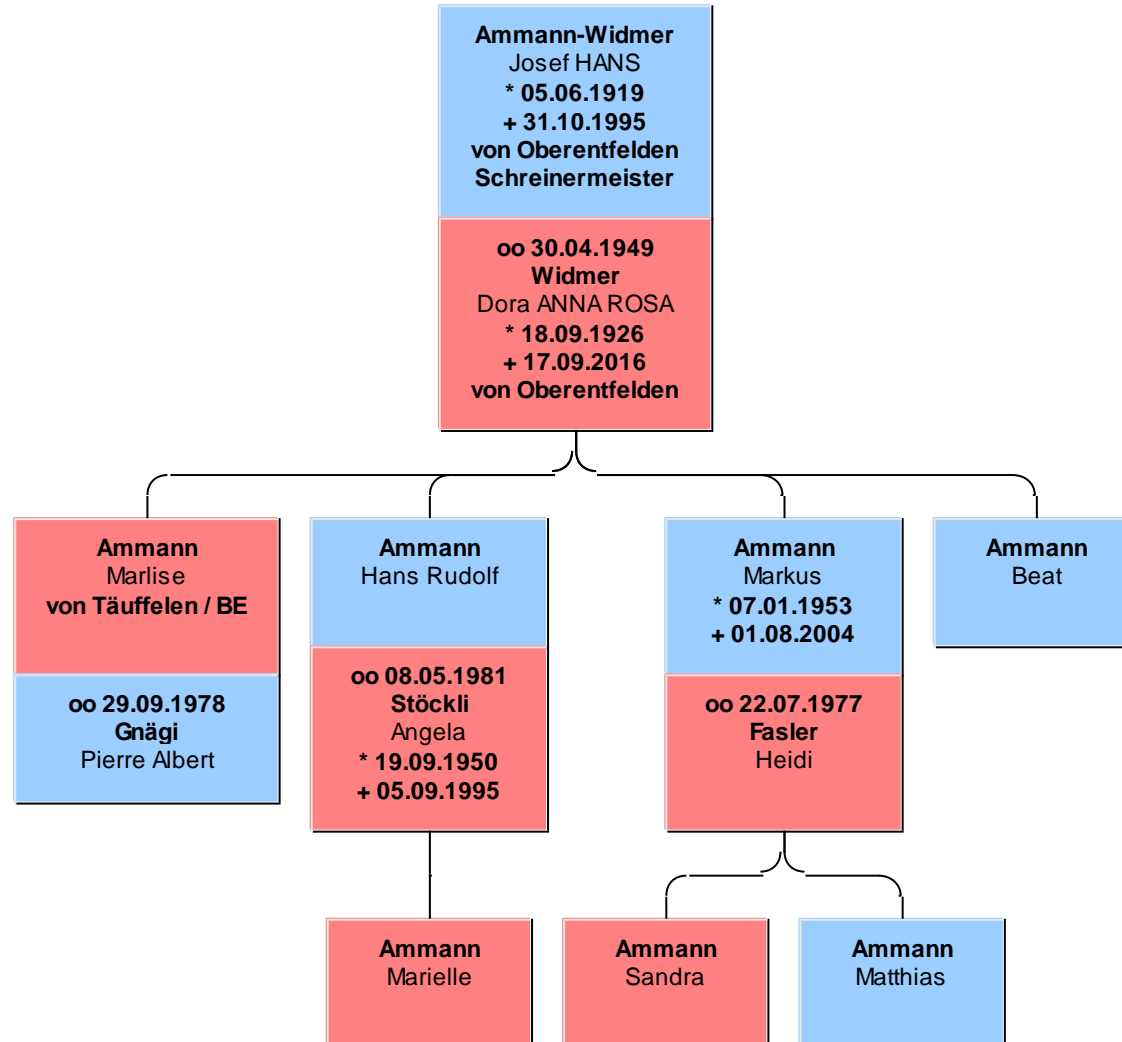 Ammann-Widmer
Josef HANS
* 05.06.1919
+ 31.10.1995
von Oberentfelden
Schreinermeister
oo 30.04.1949
Widmer
Dora ANNA ROSA
* 18.09.1926
+ 17.09.2016
von Oberentfelden
Ammann
Marlise
von Täuffelen / BE
oo 29.09.1978
Gnägi
Pierre Albert
Ammann
Hans Rudolf
oo 08.05.1981
Stöckli
Angela
* 19.09.1950
+ 05.09.1995
Ammann
Markus
* 07.01.1953
+ 01.08.2004
oo 22.07.1977
Fasler
Heidi
Ammann
Beat
Ammann
Marielle
Ammann
Sandra
Ammann
Matthias